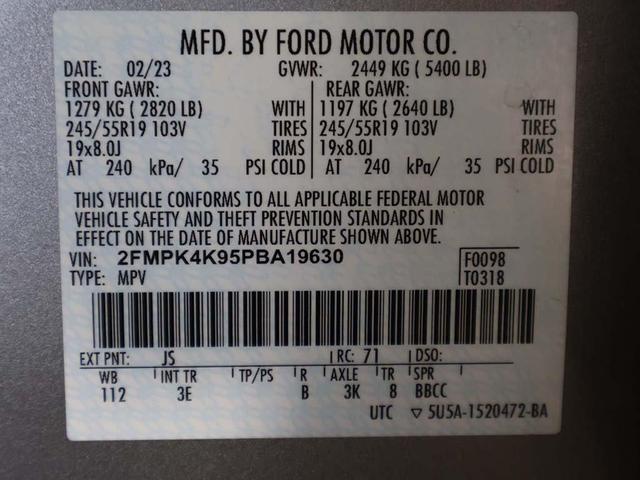 MFD. BY FORD MOTOR CO.
DATE: 02/23 GVWR: 2449 KG ( 5400 LB)
FRONT GAWR: REAR GAWR:
1279 KG ( 2820 LB) WITH 1197 KG ( 2640 LB) WITH
245/55R19 103V TIRES 245/55R19 103V TIRES
19x8.0J RIMS 19x8.0J RIMS
AT 240 kPa/ 35 PSI COLD AT 240 kPa/ 35 PSI COLD
THIS VEHICLE CONFORMS TO ALL APPLICABLE FEDERAL MOTOR
VEHICLE SAFETY AND THEFT PREVENTION STANDARDS IN
EFFECT ON THE DATE OF MANUFACTURE SHOWN ABOVE.
VIN: 2FMPK4K95PBA19630 F0098
TYPE: MPV T0318
EXT PNT: JS RC: 71 DSO:
WB INT TR TP/PS R AXLE TR SPR
112 3E B 3K 8 BBCC
UTC ▽ 5U5A-1520472-BA